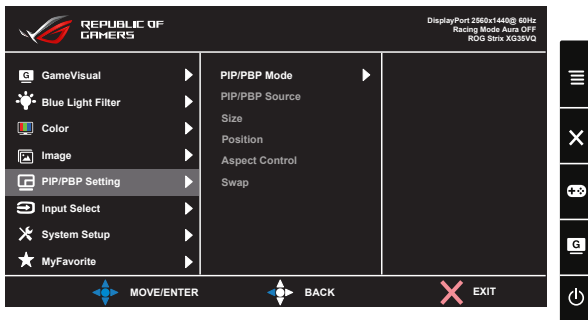 REPUBLIC OF
GAMERS
DisplayPort 2560x1440@ 60Hz
Racing Mode Aura OFF
ROG Strix XG35VQ
G GameVisual
Blue Light Filter
Color
Image
PIP/PBP Setting
Input Select
System Setup
MyFavorite
PIP/PBP Mode
PIP/PBP Source
Size
Position
Aspect Control
Swap
MOVE/ENTER
BACK
EXIT
G